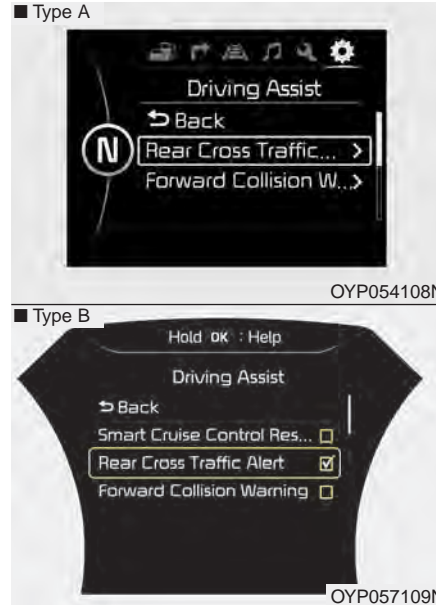 ■ Type A
Driving Assist
Back
N
Rear Cross Traffic... >
Forward Collision W...>
OYP054108N
■ Type B
Hold OK : Help
Driving Assist
Back
Smart Cruise Control Res...
Rear Cross Traffic Alert
Forward Collision Warning
OYP057109N